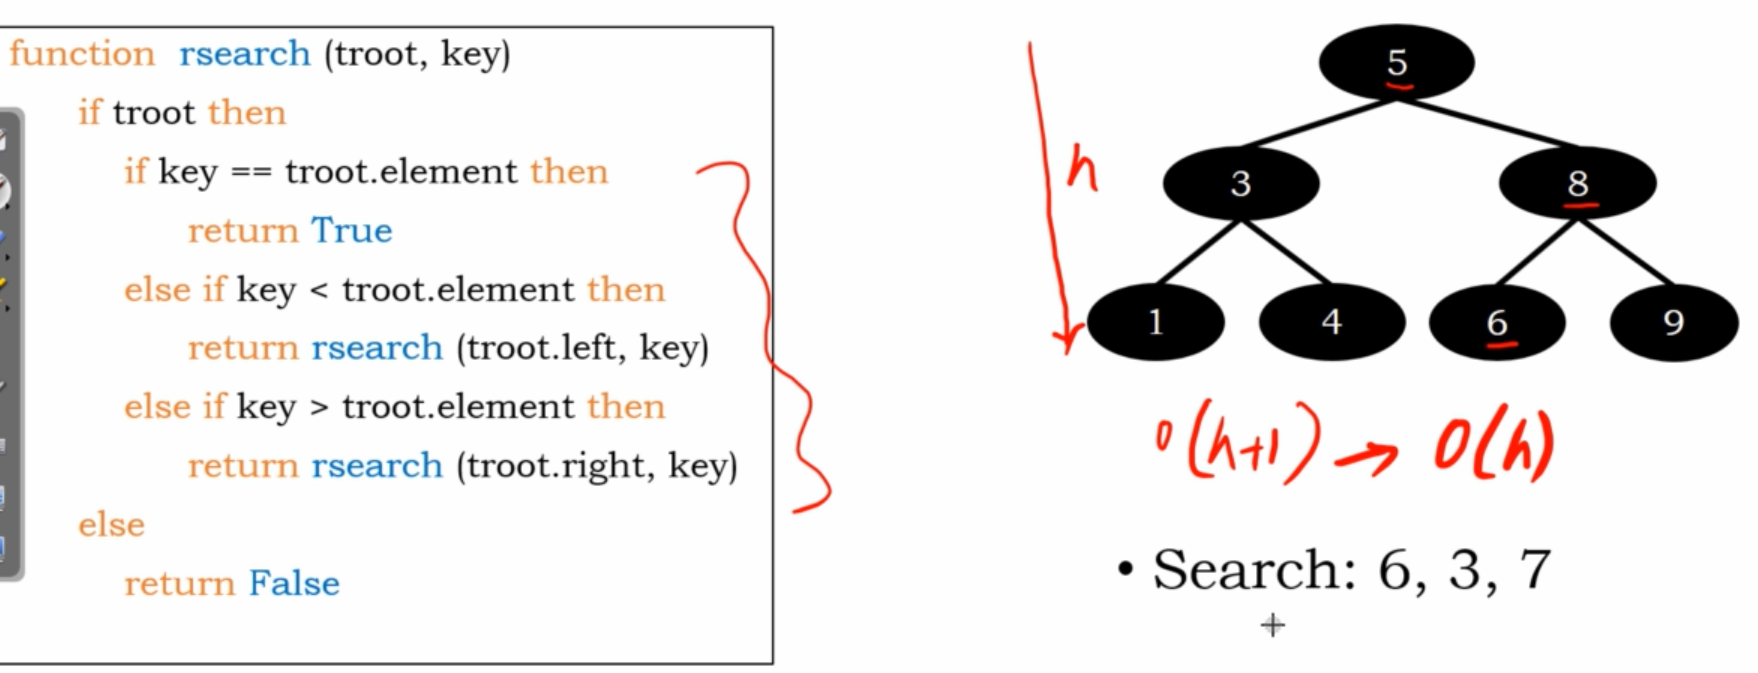 function rsearch (troot, key)
if troot then
if key == troot.element then
return True
else if key < troot.element then
return rsearch (troot.left, key)
else if key > troot.element then
return rsearch (troot.right, key)
else
return False
5
h
3 8
1 4 6 9
O(h+1) → O(h)
• Search: 6, 3, 7